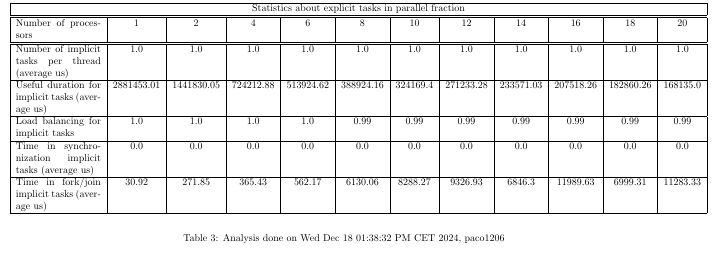 Statistics about explicit tasks in parallel fraction
Number of proces- 1 2 4 6 8 10 12 14 16 18 20
sors
Number of implicit 1.0 1.0 1.0 1.0 1.0 1.0 1.0 1.0 1.0 1.0 1.0
tasks per thread
(average us)
Useful duration for 2881453.01 1441830.05 724212.88 513924.62 388924.16 324169.4 271233.28 233571.03 207518.26 182860.26 168135.0
implicit tasks (aver-
age us)
Load balancing for 1.0 1.0 1.0 1.0 0.99 0.99 0.99 0.99 0.99 0.99 0.99
implicit tasks
Time in synchro- 0.0 0.0 0.0 0.0 0.0 0.0 0.0 0.0 0.0 0.0 0.0
nization implicit
tasks (average us)
Time in fork/join 30.92 271.85 365.43 562.17 6130.06 8288.27 9326.93 6846.3 11989.63 6999.31 11283.33
implicit tasks (aver-
age us)
Table 3: Analysis done on Wed Dec 18 01:38:32 PM CET 2024, paco1206